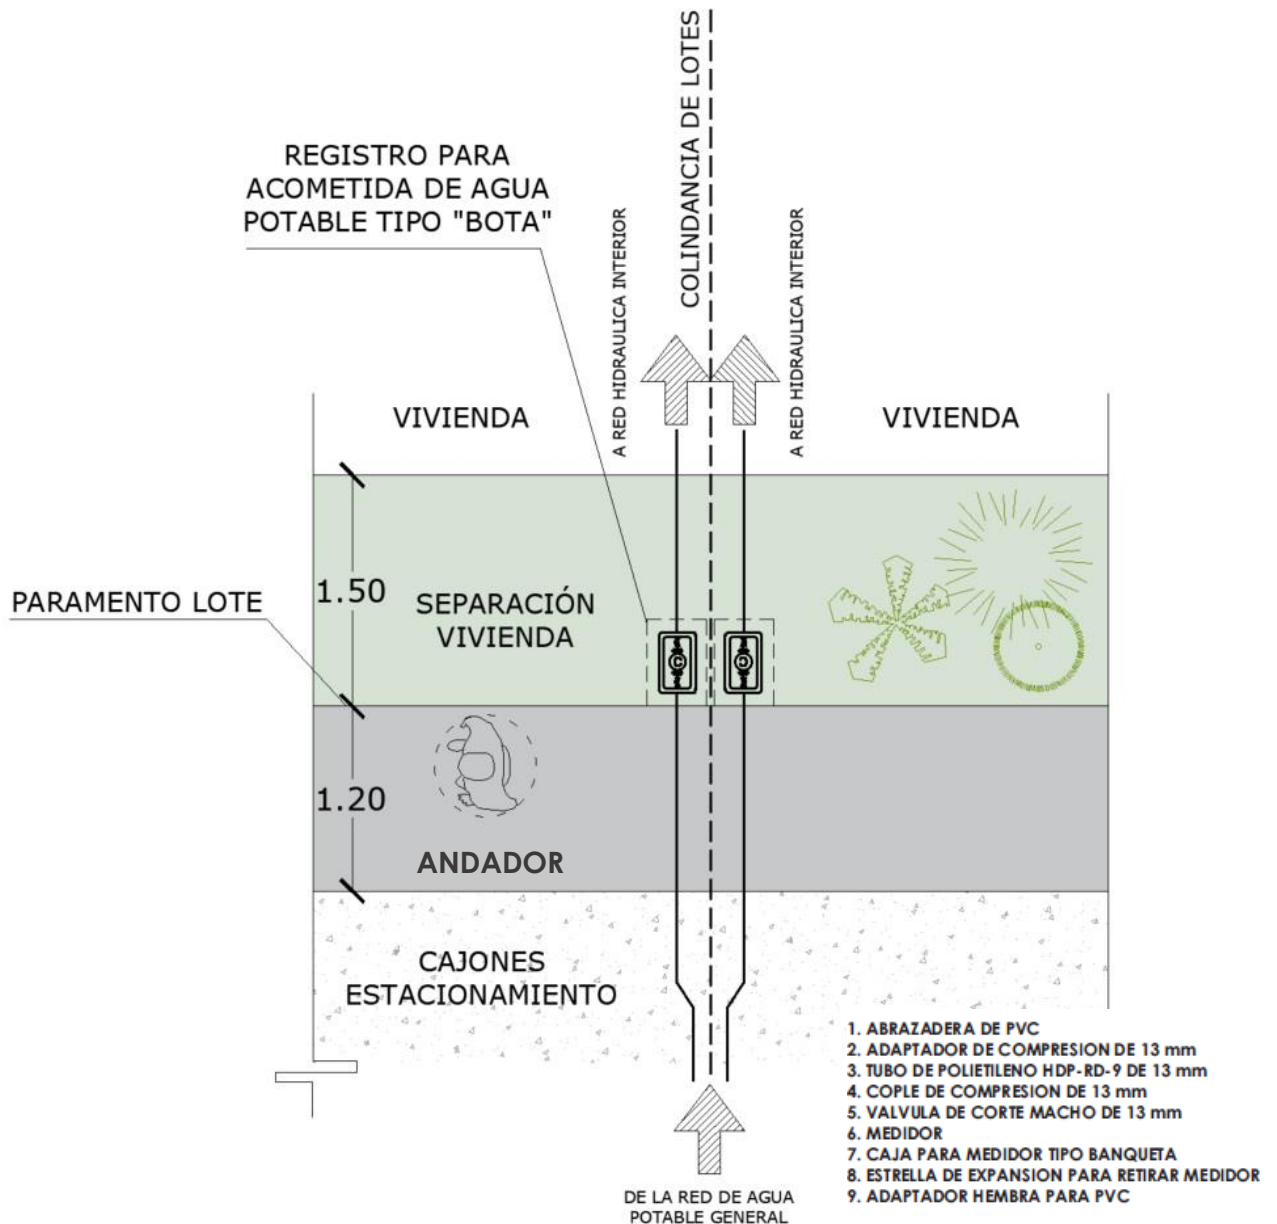 COLINDANCIA DE LOTES
REGISTRO PARA
ACOMETIDA DE AGUA
POTABLE TIPO "BOTA"
A RED HIDRAULICA INTERIOR
A RED HIDRAULICA INTERIOR
VIVIENDA
VIVIENDA
1.50
PARAMENTO LOTE
SEPARACIÓN
VIVIENDA
1.20
ANDADOR
CAJONES
ESTACIONAMIENTO
1. ABRAZADERA DE PVC
2. ADAPTADOR DE COMPRESION DE 13 mm
3. TUBO DE POLIETILENO HDP-RD-9 DE 13 mm
4. COPLE DE COMPRESION DE 13 mm
5. VALVULA DE CORTE MACHO DE 13 mm
6. MEDIDOR
7. CAJA PARA MEDIDOR TIPO BANQUETA
8. ESTRELLA DE EXPANSION PARA RETIRAR MEDIDOR
9. ADAPTADOR HEMBRA PARA PVC
DE LA RED DE AGUA
POTABLE GENERAL